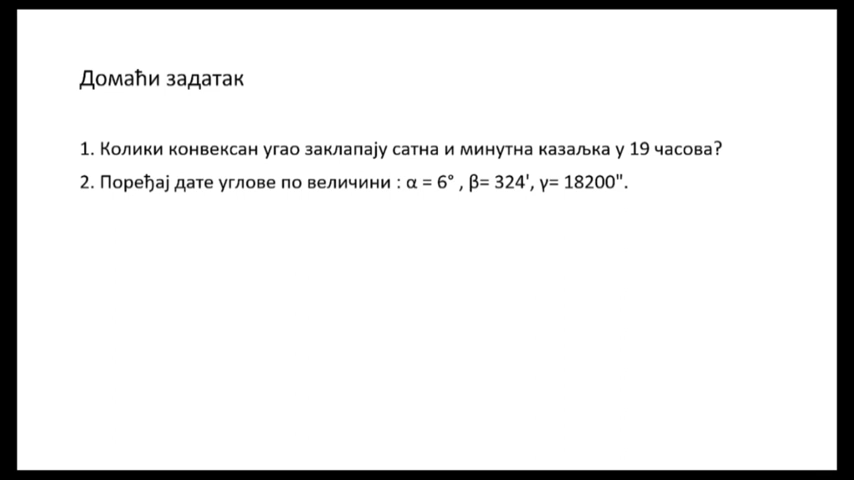 Домаћи задатак
1. Колики конвексан угао заклапају сатна и минутна казаљка у 19 часова?
2. Поређај дате углове по величини : α = 6° , β= 324', γ= 18200".